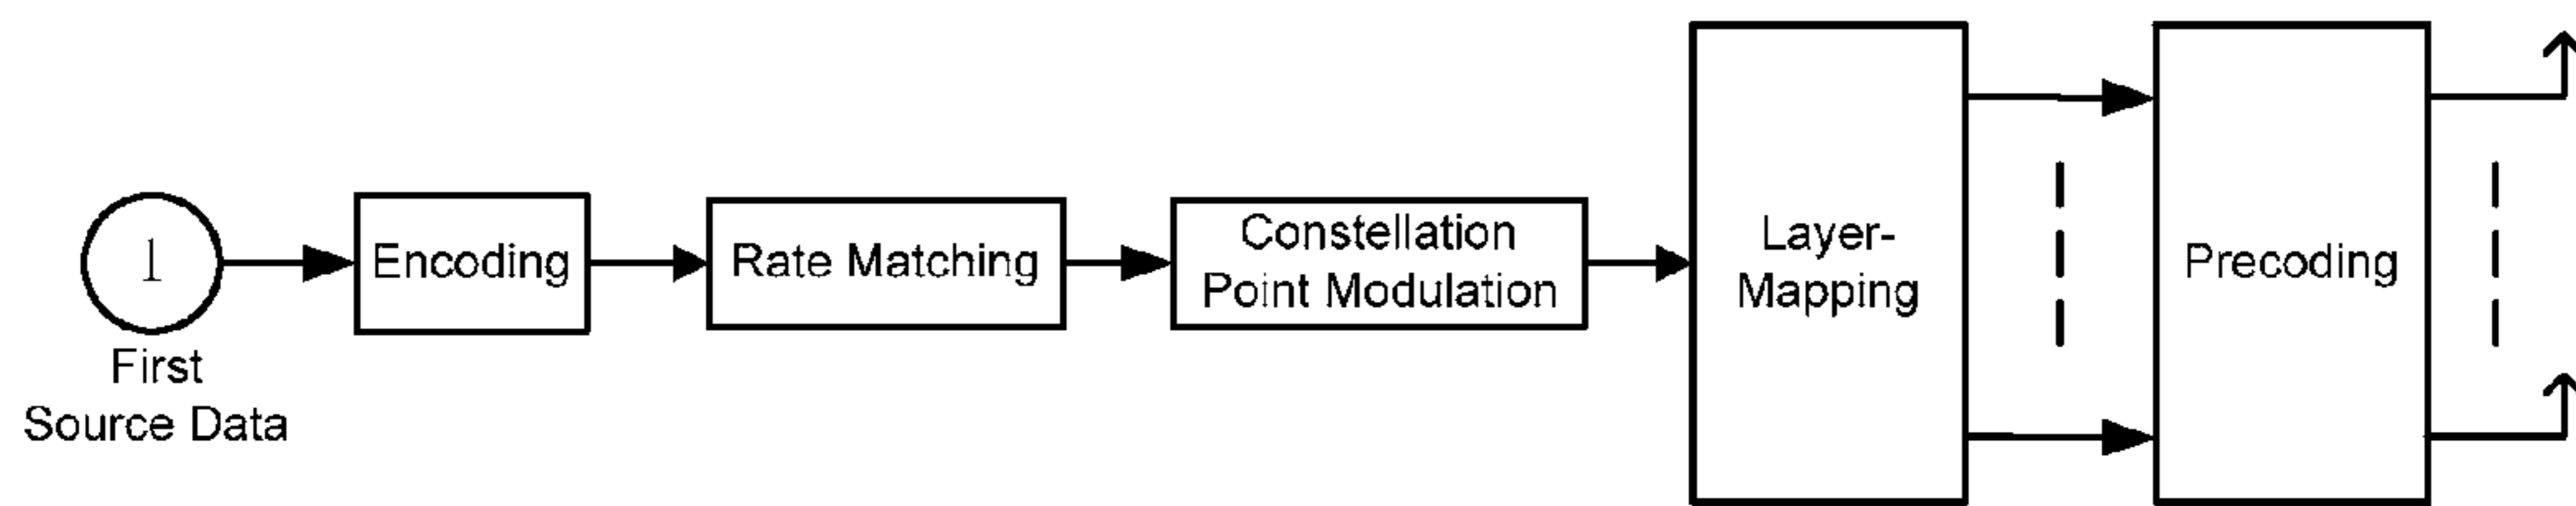 1
First
Source Data
Encoding
Rate Matching
Constellation
Point Modulation
Layer-
Mapping
Precoding